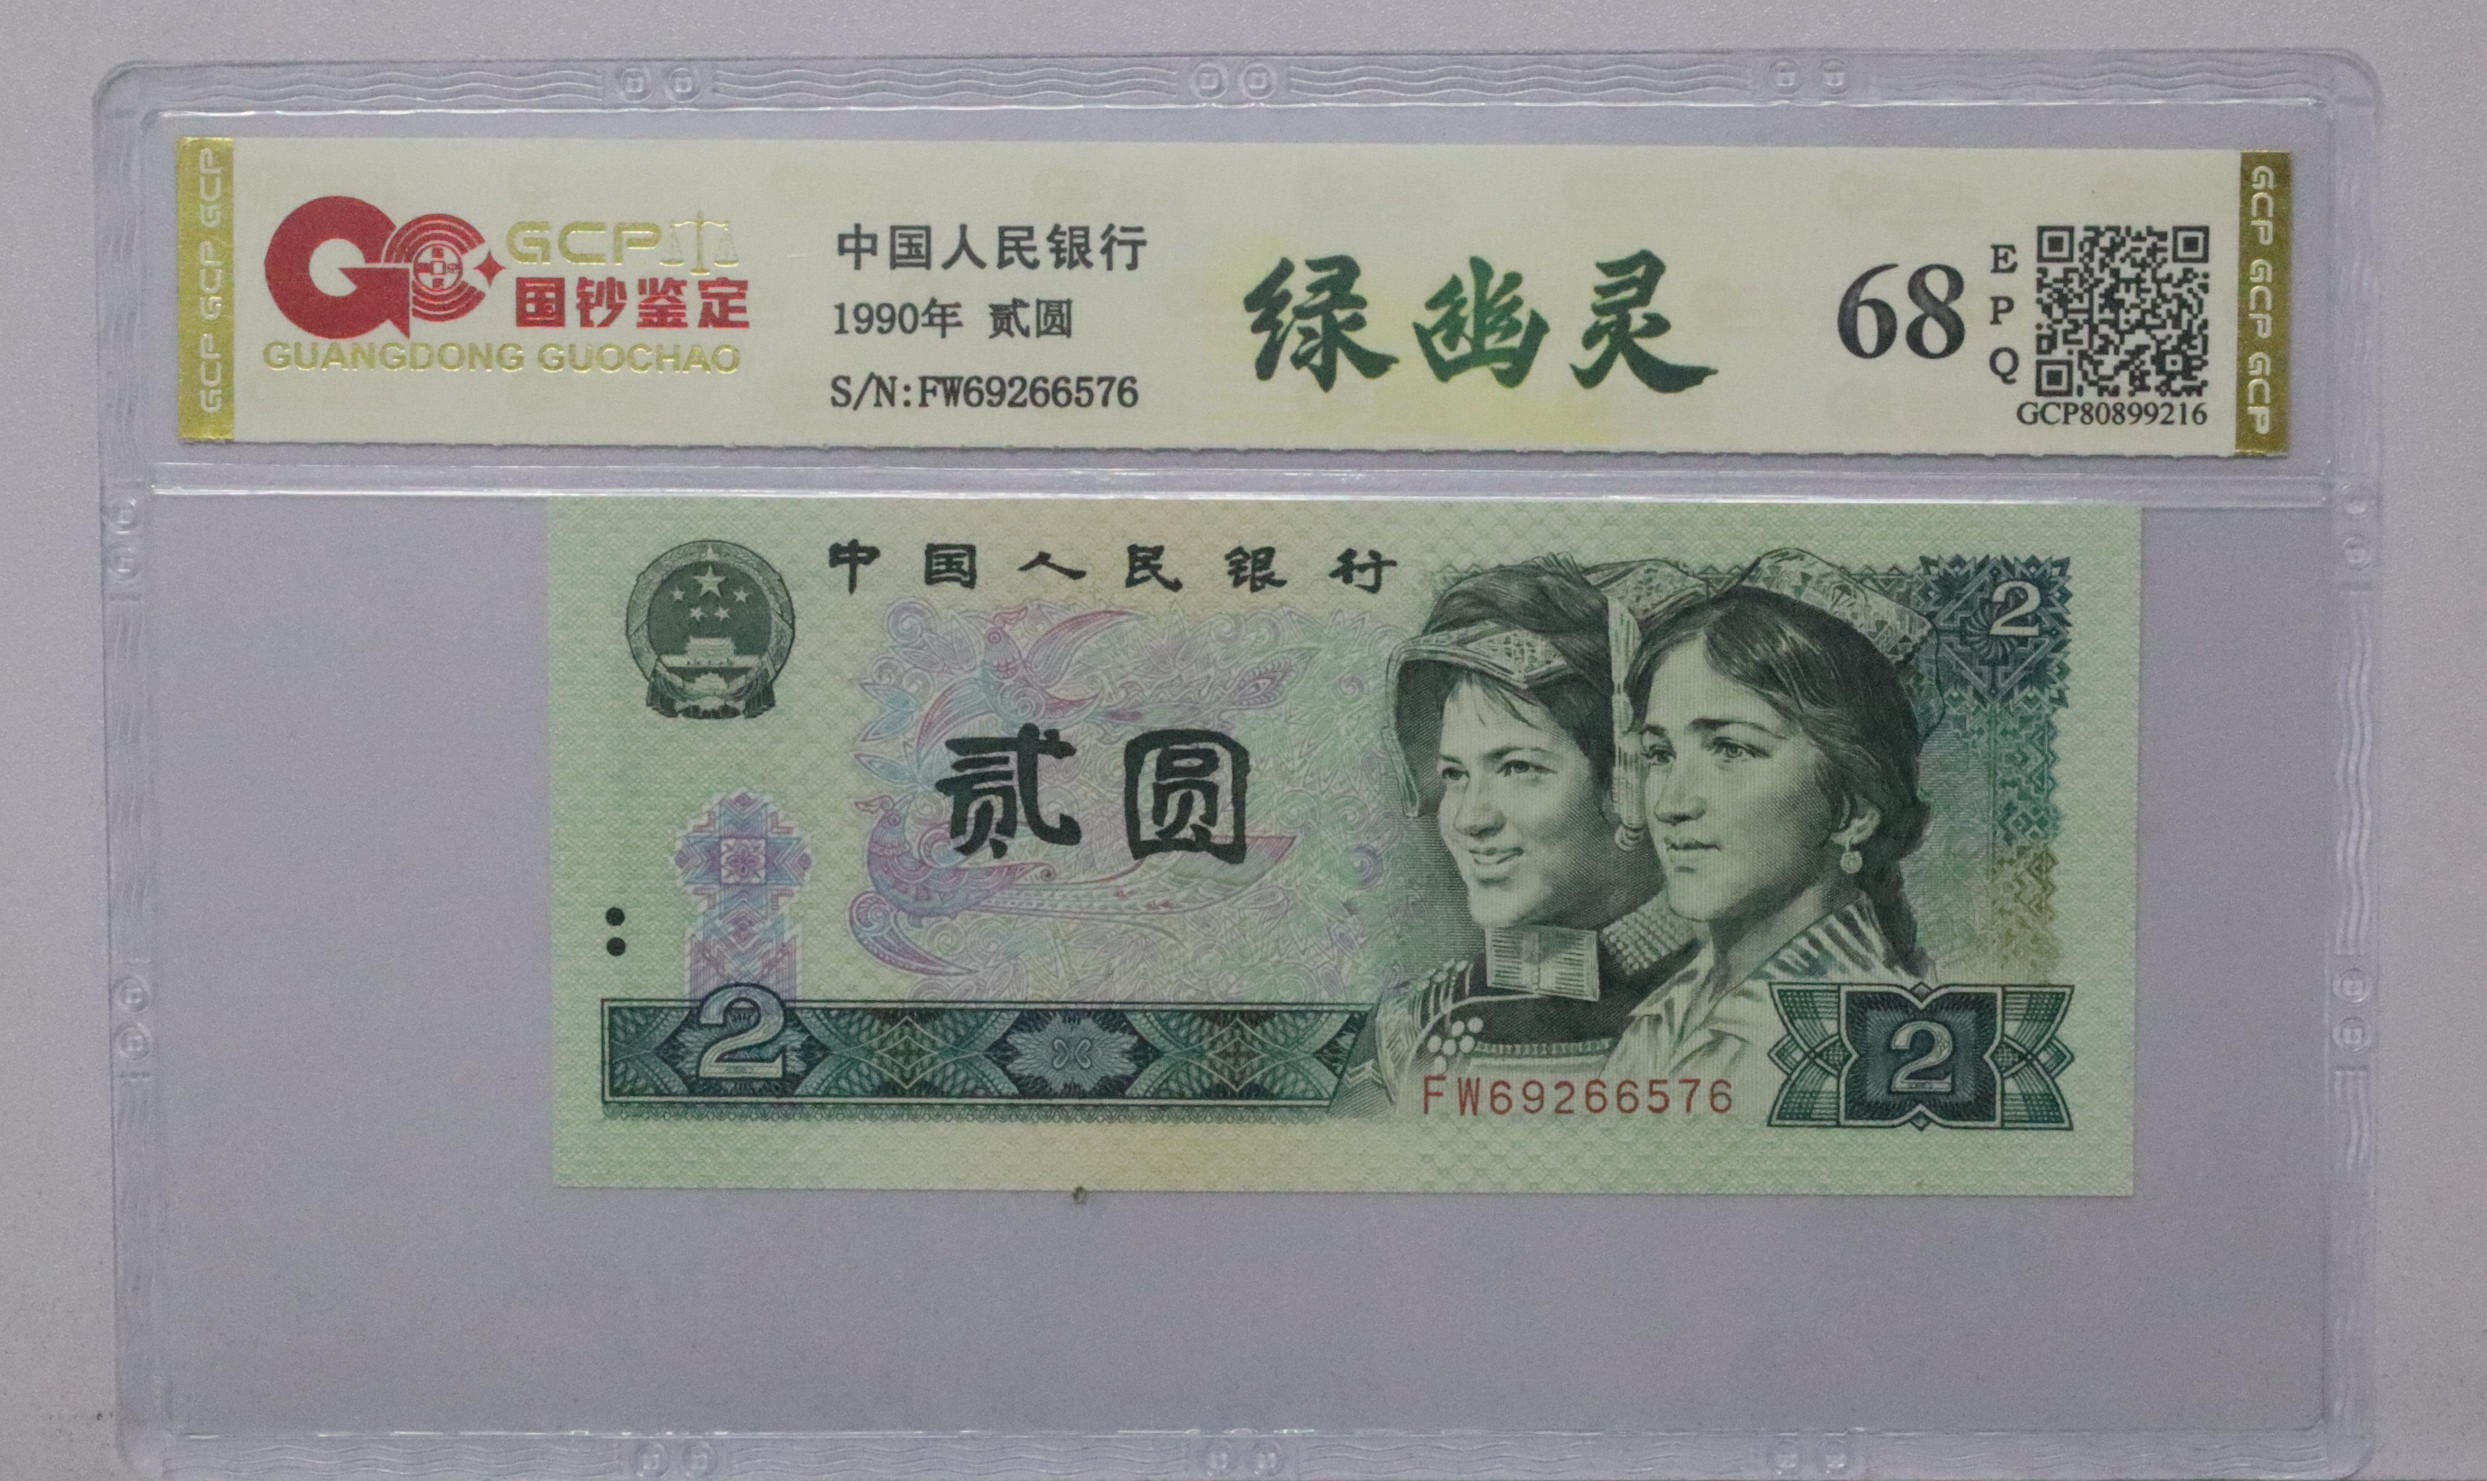 GCP GCP GCP
GCP
国钞鉴定
GUANGDONG GUOCHAO
中国人民银行
1990年 贰圆
S/N:FW69266576
绿幽灵
68
EPQ
GCP80899216
GCP GCP GCP
中国人民银行
2
贰圆
2
2
FW69266576